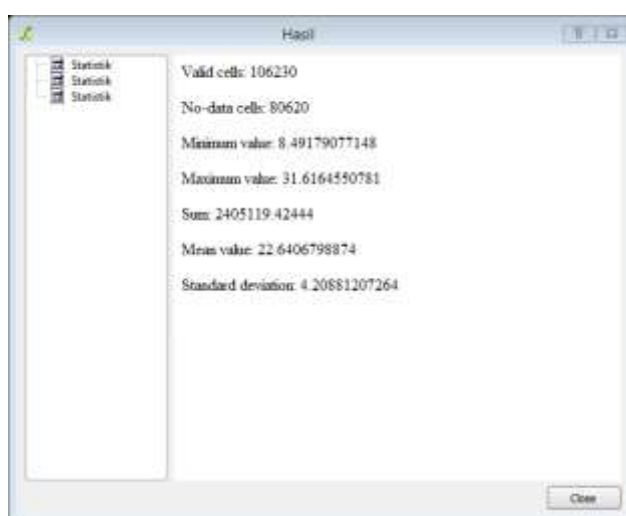 Hasil
Statistik
Statistik
Statistik
Valid cells: 106230
No-data cells: 80620
Minimum value: 8.49179077148
Maximum value: 31.6164550781
Sum: 2405119.42444
Mean value: 22.6406798874
Standard deviation: 4.20881207264
Close